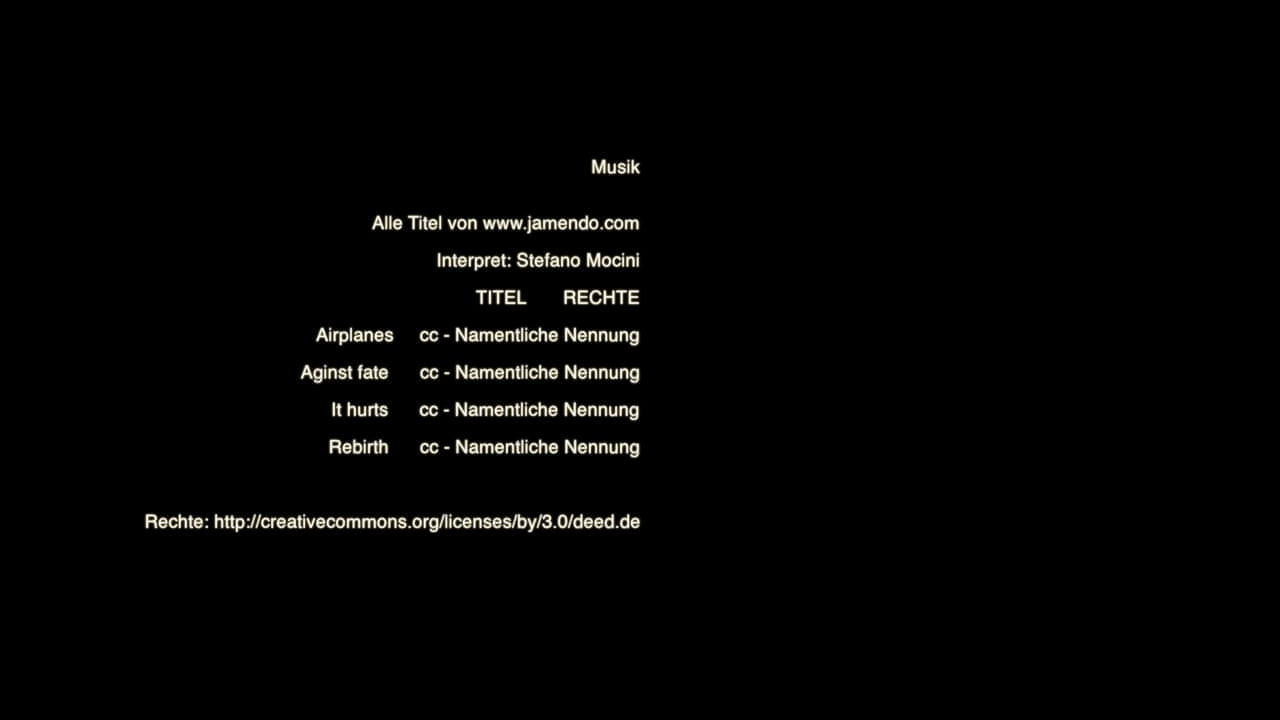 Musik
Alle Titel von www.jamendo.com
Interpret: Stefano Mocini
TITEL RECHTE
Airplanes cc - Namentliche Nennung
Aginst fate cc - Namentliche Nennung
It hurts cc - Namentliche Nennung
Rebirth cc - Namentliche Nennung
Rechte: http://creativecommons.org/licenses/by/3.0/deed.de